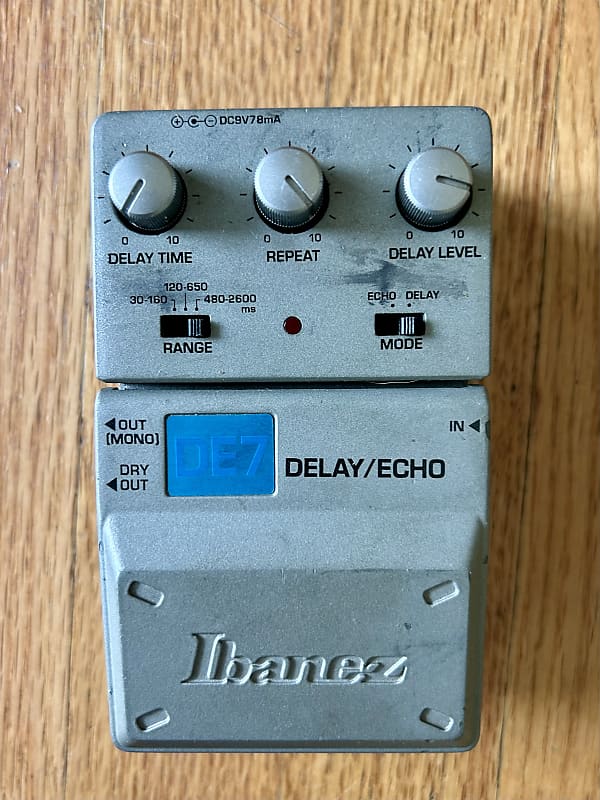 DC9V78mA
0 10 0 10 0 10
DELAY TIME REPEAT DELAY LEVEL
120-650
30-160 480-2600
ms
ECHO DELAY
RANGE MODE
OUT
(MONO)
IN
DRY
OUT
DE7
DELAY/ECHO
Ibanez